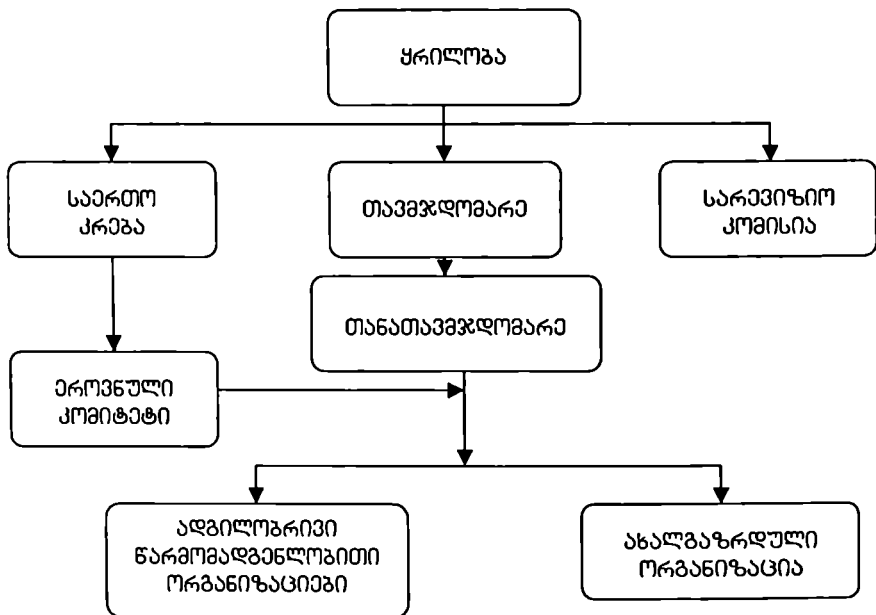 ყრილობა
საერთო
კრება
თავმჯდომარე
სარევიზიო
კომისია
თანათავმჯდომარე
ეროვნული
კომიტეტი
ადგილობრივი
წარმომადგენლობითი
ორგანიზაციები
ახალგაზრდული
ორგანიზაცია